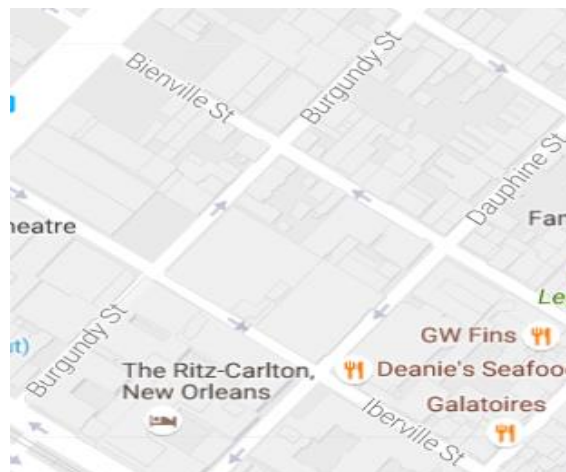 Bienville St
Burgundy St
Dauphine St
heatre
Far
Le
GW Fins
Burgundy St
Deanie's Seafoo
The Ritz-Carlton,
New Orleans
Iberville St
Galatoires
t)